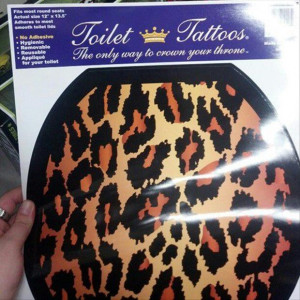 Fits most round seats
Actual size 12" x 13.5"
Adheres to most
smooth toilet lids
• No Adhesive
• Hygienic
• Removable
• Reusable
• Applique
for your toilet
Toilet Tattoos.
The only way to crown your throne.